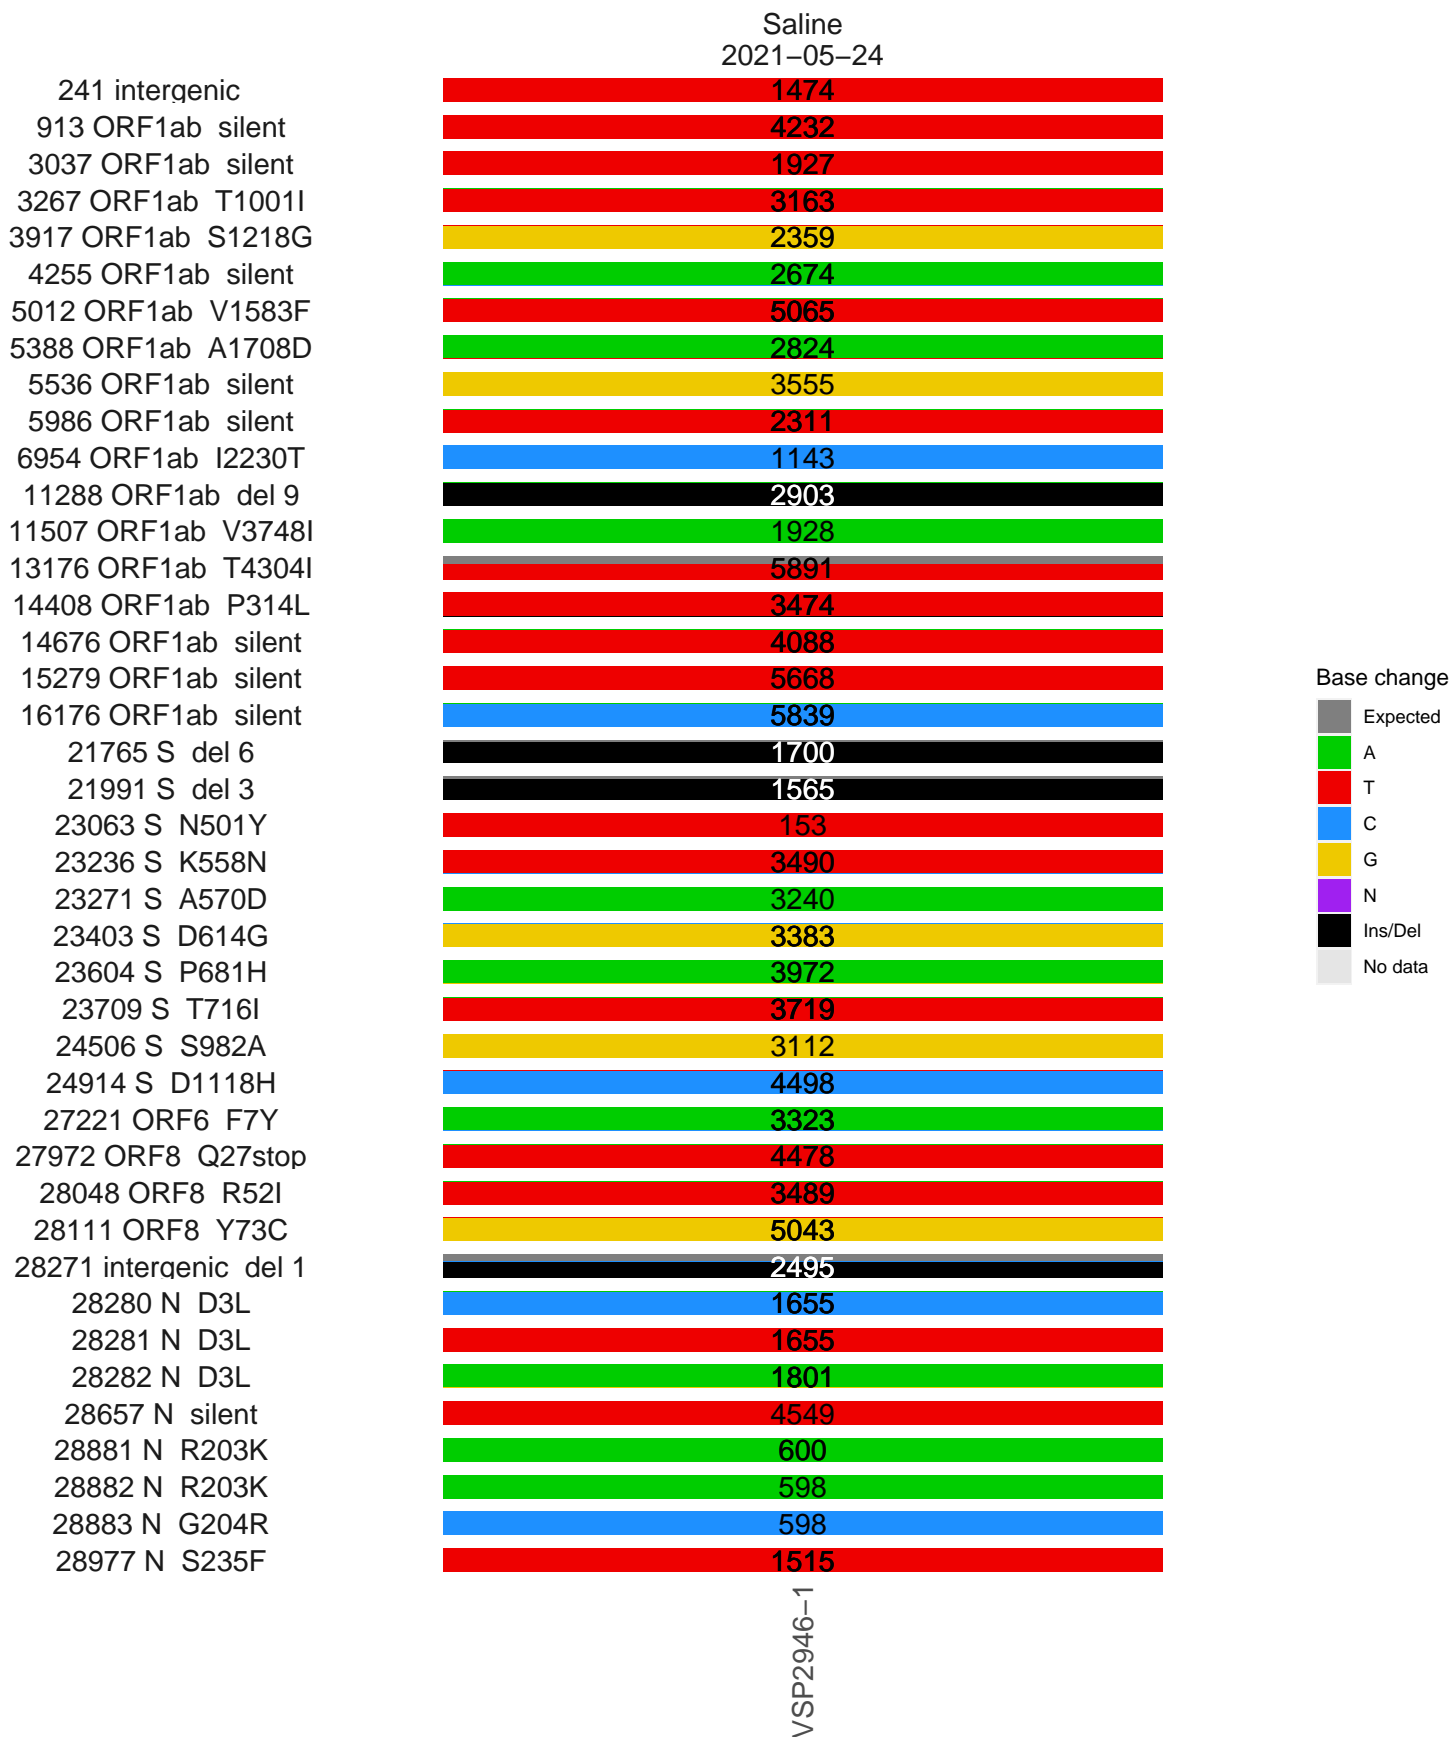 Saline
2021−05−24
241 intergenic 1474
913 ORF1ab silent 4232
3037 ORF1ab silent 1927
3267 ORF1ab T1001I 3163
3917 ORF1ab S1218G 2359
4255 ORF1ab silent 2674
5012 ORF1ab V1583F 5065
5388 ORF1ab A1708D 2824
5536 ORF1ab silent 3555
5986 ORF1ab silent 2311
6954 ORF1ab I2230T 1143
11288 ORF1ab del 9 2903
11507 ORF1ab V3748I 1928
13176 ORF1ab T4304I 5891
14408 ORF1ab P314L 3474
14676 ORF1ab silent 4088
15279 ORF1ab silent 5668
16176 ORF1ab silent 5839
21765 S del 6 1700
21991 S del 3 1565
23063 S N501Y 153
23236 S K558N 3490
23271 S A570D 3240
23403 S D614G 3383
23604 S P681H 3972
23709 S T716I 3719
24506 S S982A 3112
24914 S D1118H 4498
27221 ORF6 F7Y 3323
27972 ORF8 Q27stop 4478
28048 ORF8 R52I 3489
28111 ORF8 Y73C 5043
28271 intergenic del 1 2495
28280 N D3L 1655
28281 N D3L 1655
28282 N D3L 1801
28657 N silent 4549
28881 N R203K 600
28882 N R203K 598
28883 N G204R 598
28977 N S235F 1515
VSP2946−1
Base change
Expected
A
T
C
G
N
Ins/Del
No data